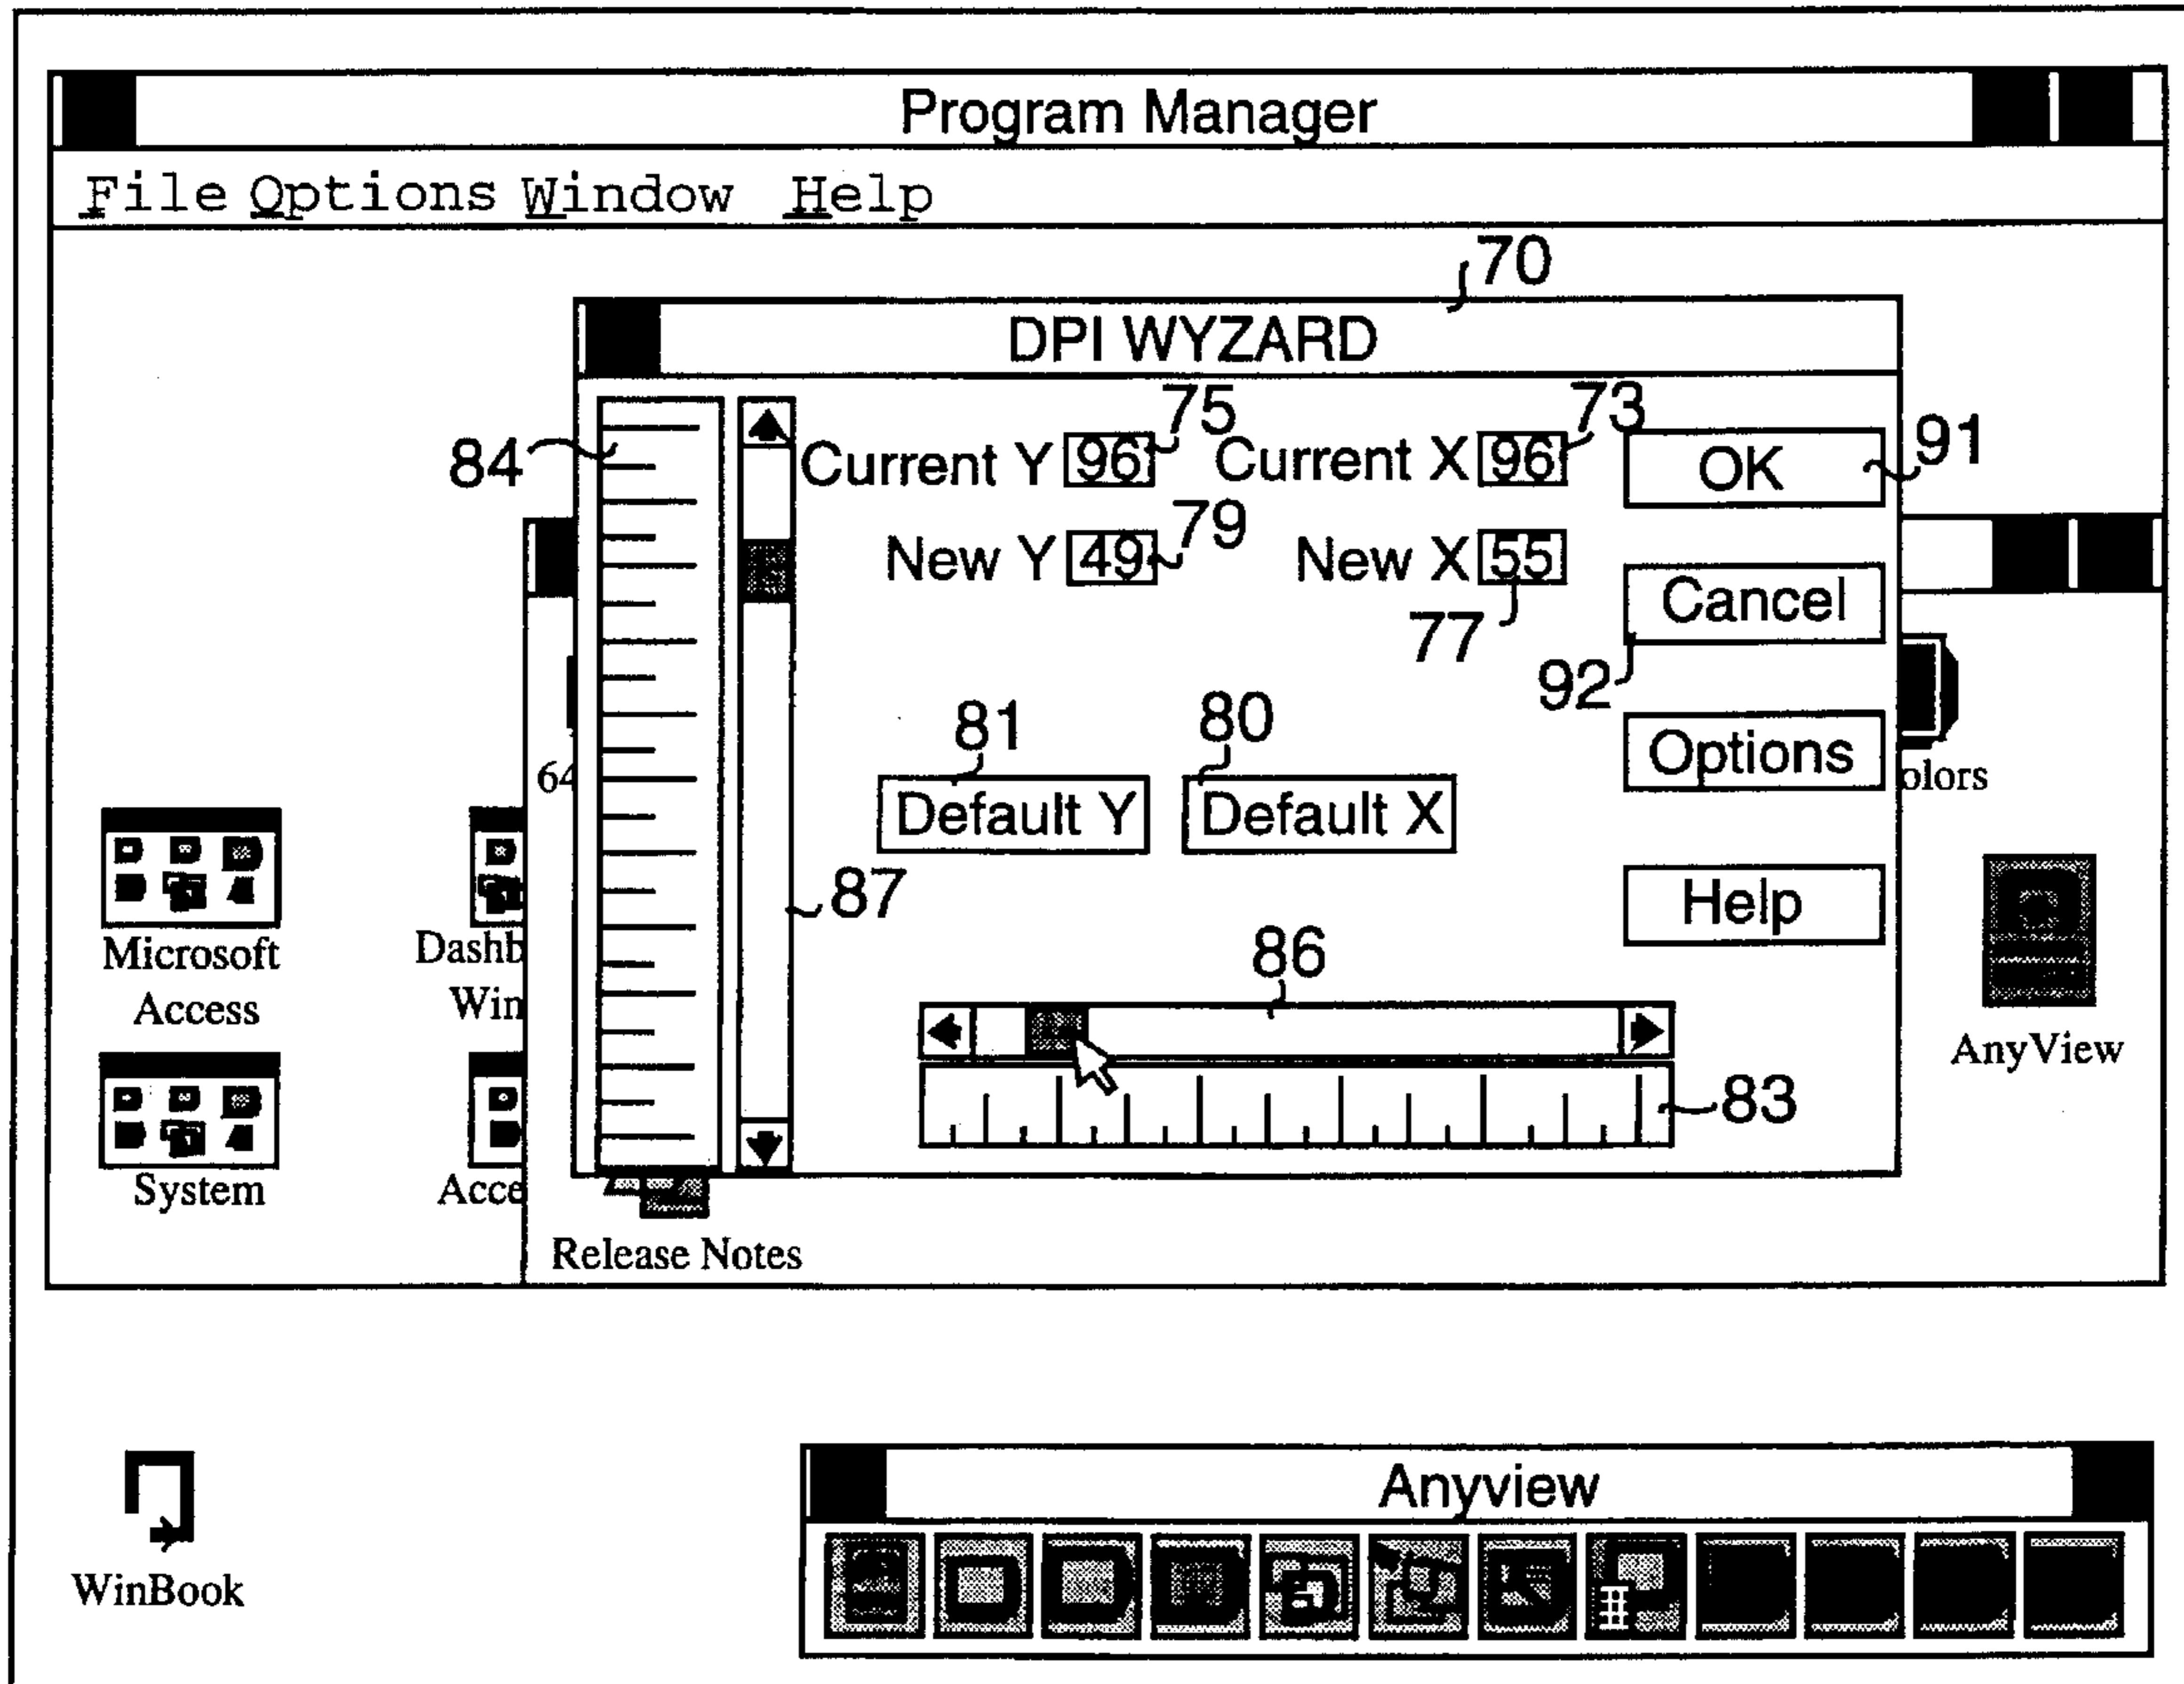 Program Manager
File Options Window Help
70
DPI WYZARD
84
75
73
91
Current Y 96 Current X 96 OK
79
New Y 49 New X 55
77
Cancel
92
81
80
Options
64
olors
Default Y Default X
87
Help
Microsoft
Access
Dashb
Win
86
AnyView
83
System
Acce
Release Notes
Anyview
WinBook